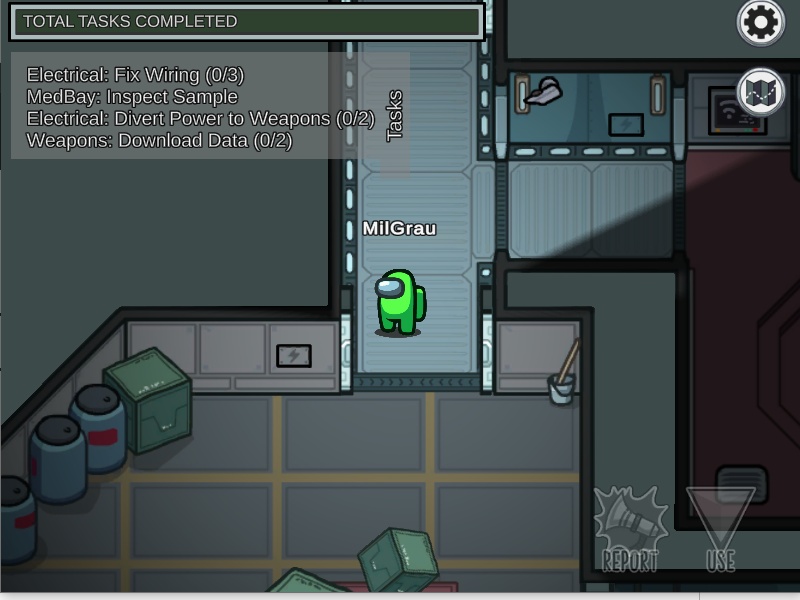 TOTAL TASKS COMPLETED
Electrical: Fix Wiring (0/3)
MedBay: Inspect Sample
Electrical: Divert Power to Weapons (0/2)
Weapons: Download Data (0/2)
Tasks
MilGrau
REPORT
USE